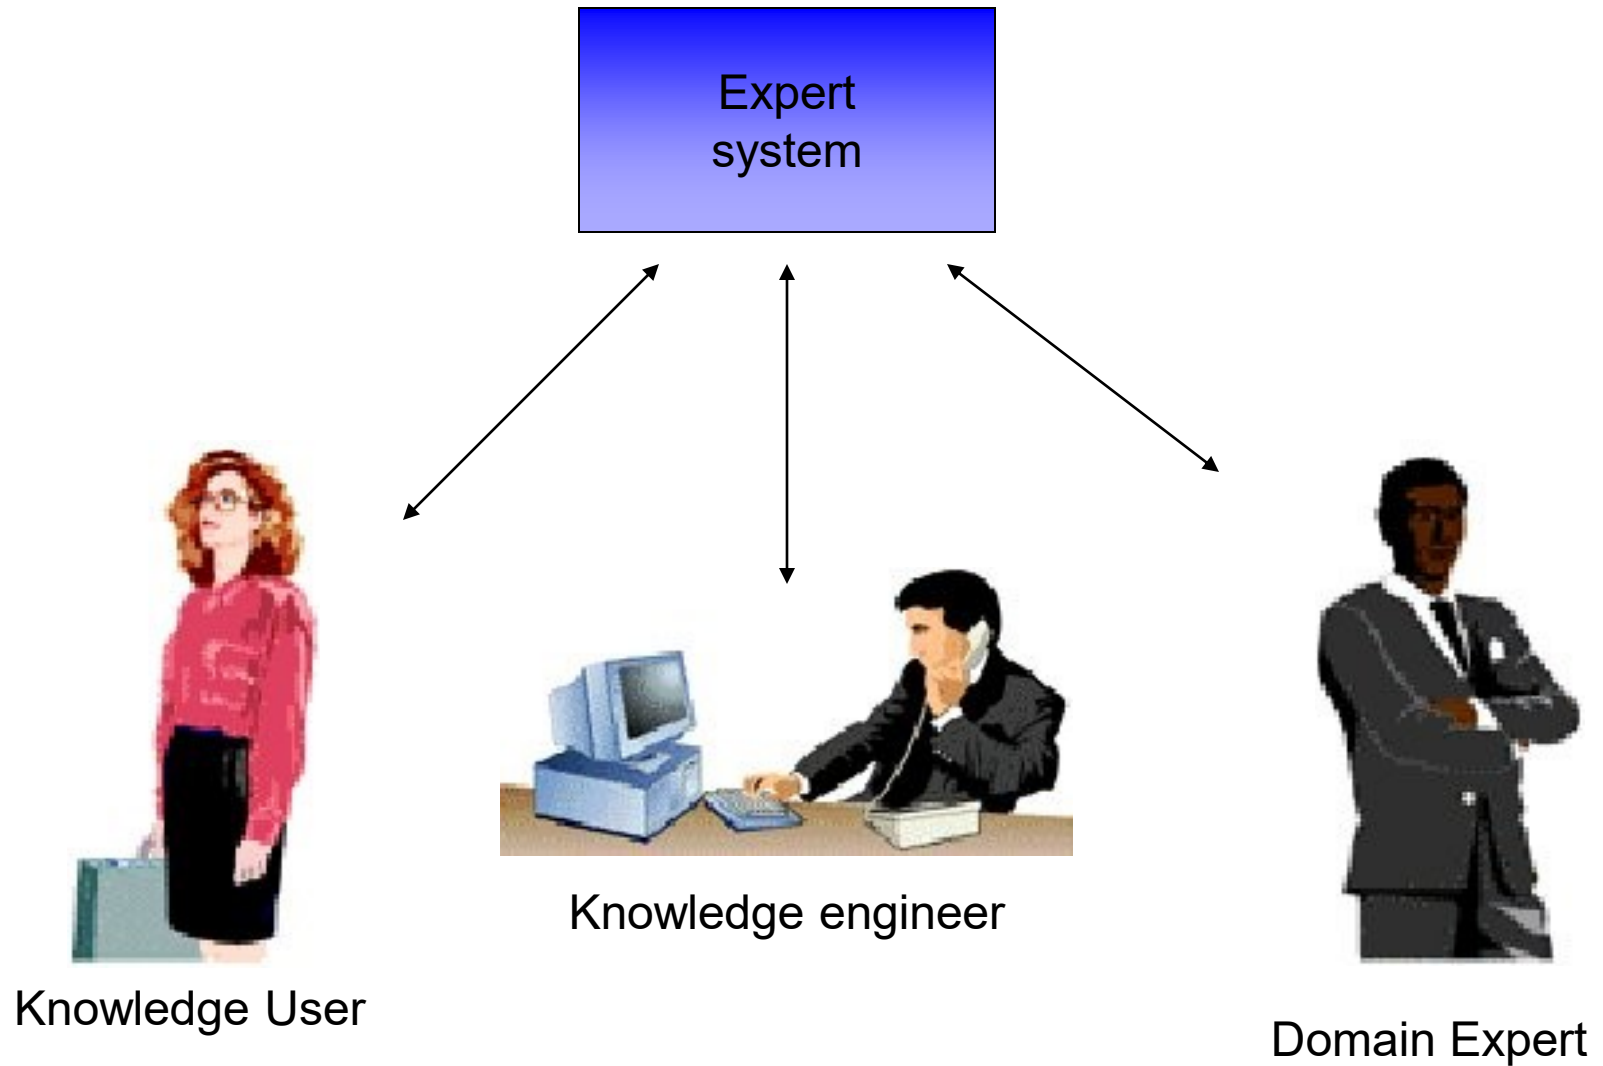 Expert
system
Knowledge engineer
Knowledge User
Domain Expert